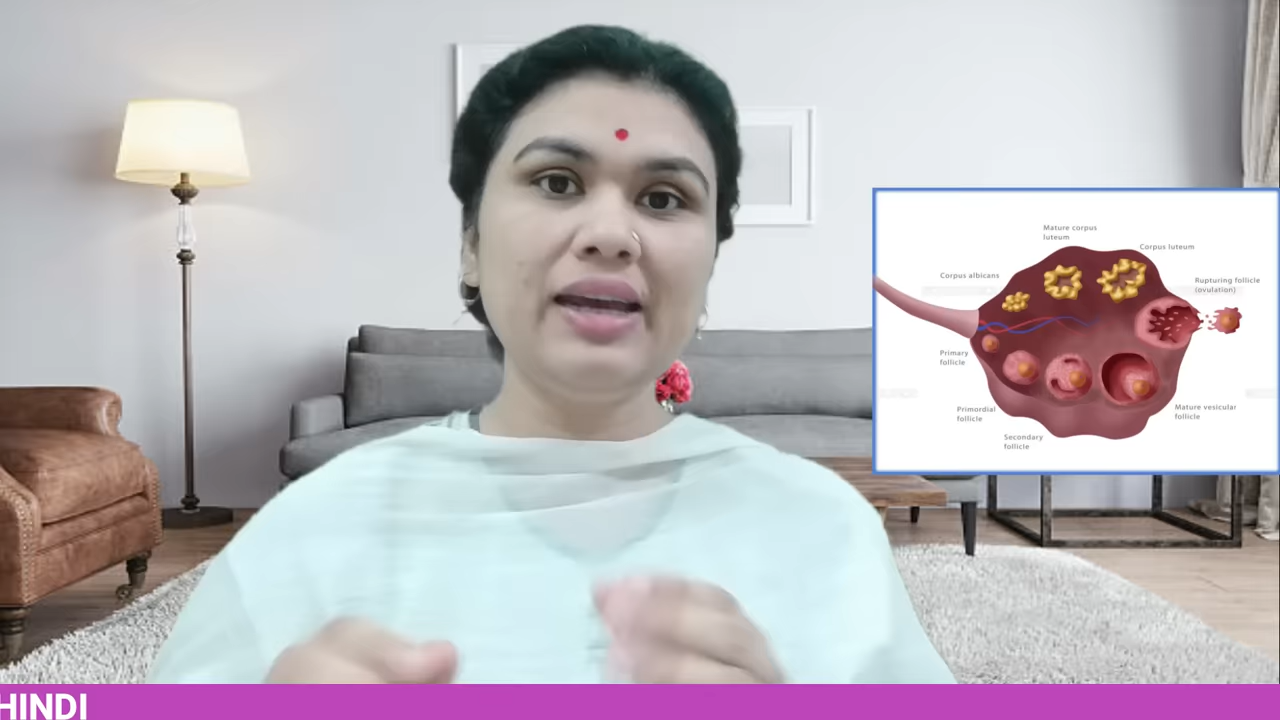 Mature corpus
luteum
Corpus luteum
Corpus albicans
Rupturing follicle
(ovulation)
Primary
follicle
Primordial
follicle
Mature vesicular
follicle
Secondary
follicle
HINDI